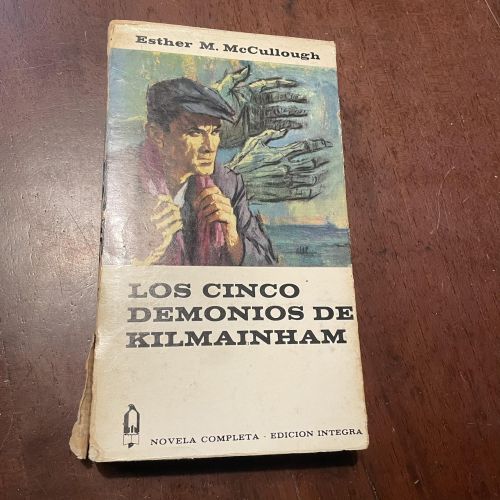 Esther M. McCullough
LOS CINCO
DEMONIOS DE
KILMAINHAM
NOVELA COMPLETA · EDICION INTEGRA